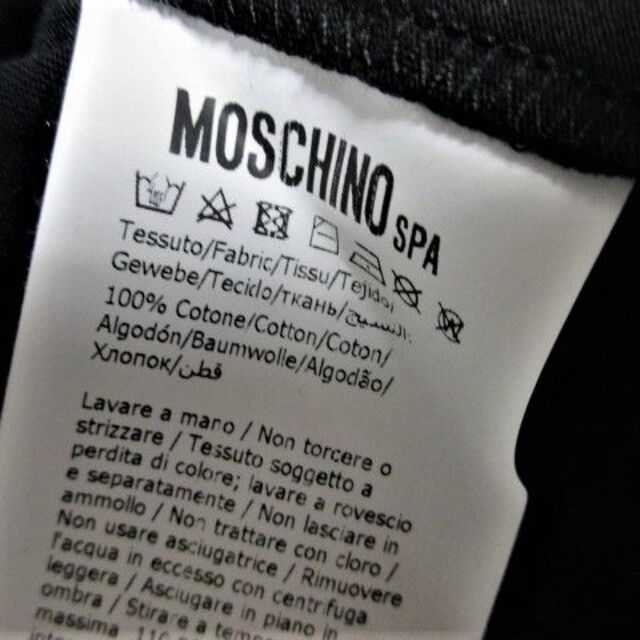 MOSCHINO SPA
Tessuto/Fabric/Tissu/Tejido/
Gewebe/Tecido/ткань/النسيج:
100% Cotone/Cotton/Coton/
Algodón/Baumwolle/Algodão/
Хлопок/قطن
Lavare a mano / Non torcere o
strizzare / Tessuto soggetto a
perdita di colore; lavare a rovescio
e separatamente / Non lasciare in
ammollo / Non trattare con cloro /
Non usare asciugatrice / Rimuovere
l'acqua in eccesso con centrifuga
leggera / Asciugare in piano in
ombra / Stirare a
massima 110